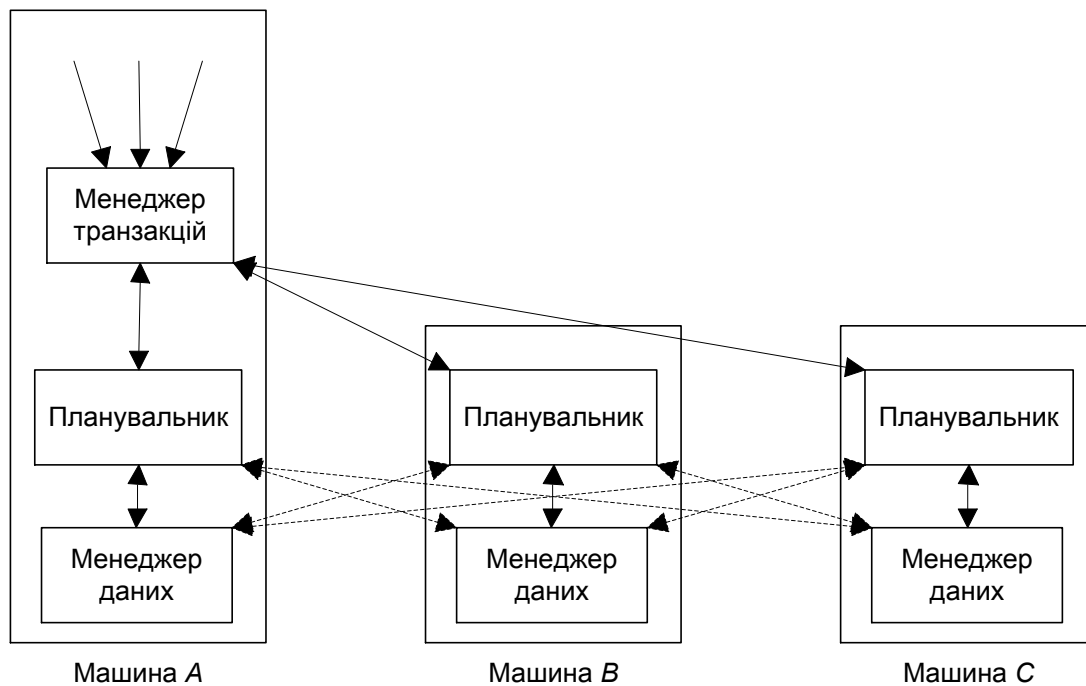 Менеджер
транзакцій
Планувальник
Планувальник
Планувальник
Менеджер
даних
Менеджер
даних
Менеджер
даних
Машина A
Машина B
Машина C